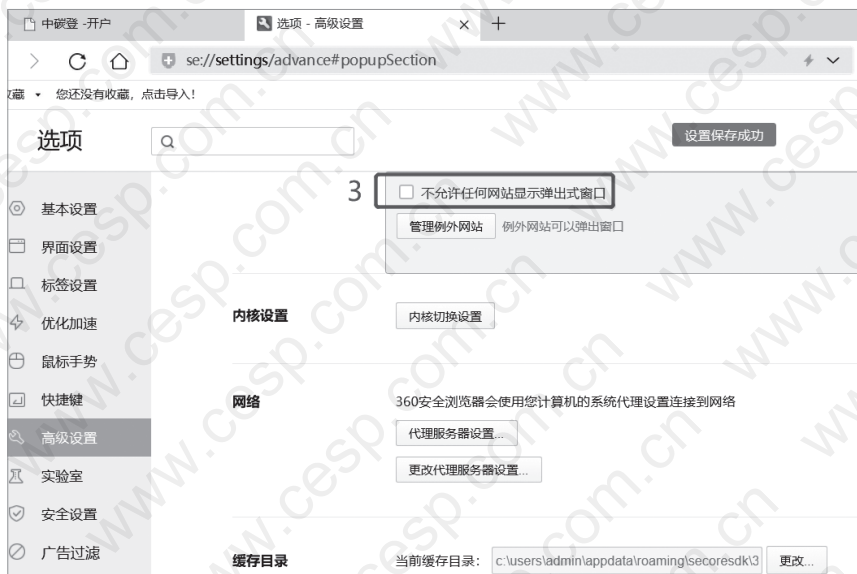 中碳登 -开户
选项 - 高级设置
se://settings/advance#popupSection
收藏 您还没有收藏，点击导入！
选项
设置保存成功
3
不允许任何网站显示弹出式窗口
管理例外网站 例外网站可以弹出窗口
基本设置
界面设置
标签设置
内核设置 内核切换设置
优化加速
鼠标手势
快捷键
网络 360安全浏览器会使用您计算机的系统代理设置连接到网络
代理服务器设置...
高级设置
更改代理服务器设置...
实验室
安全设置
广告过滤
缓存目录 当前缓存目录： c:\users\admin\appdata\roaming\secoresdk\3 更改...
www.cesp.com.cn